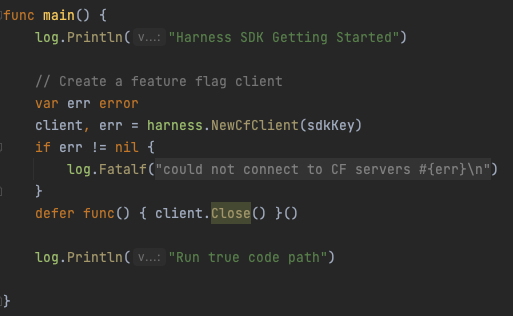 func main() {
log.Println( v...: "Harness SDK Getting Started")
// Create a feature flag client
var err error
client, err = harness.NewCfClient(sdkKey)
if err != nil {
log.Fatalf("could not connect to CF servers #{err}\n")
}
defer func() { client.Close() }()
log.Println( v...: "Run true code path")
}